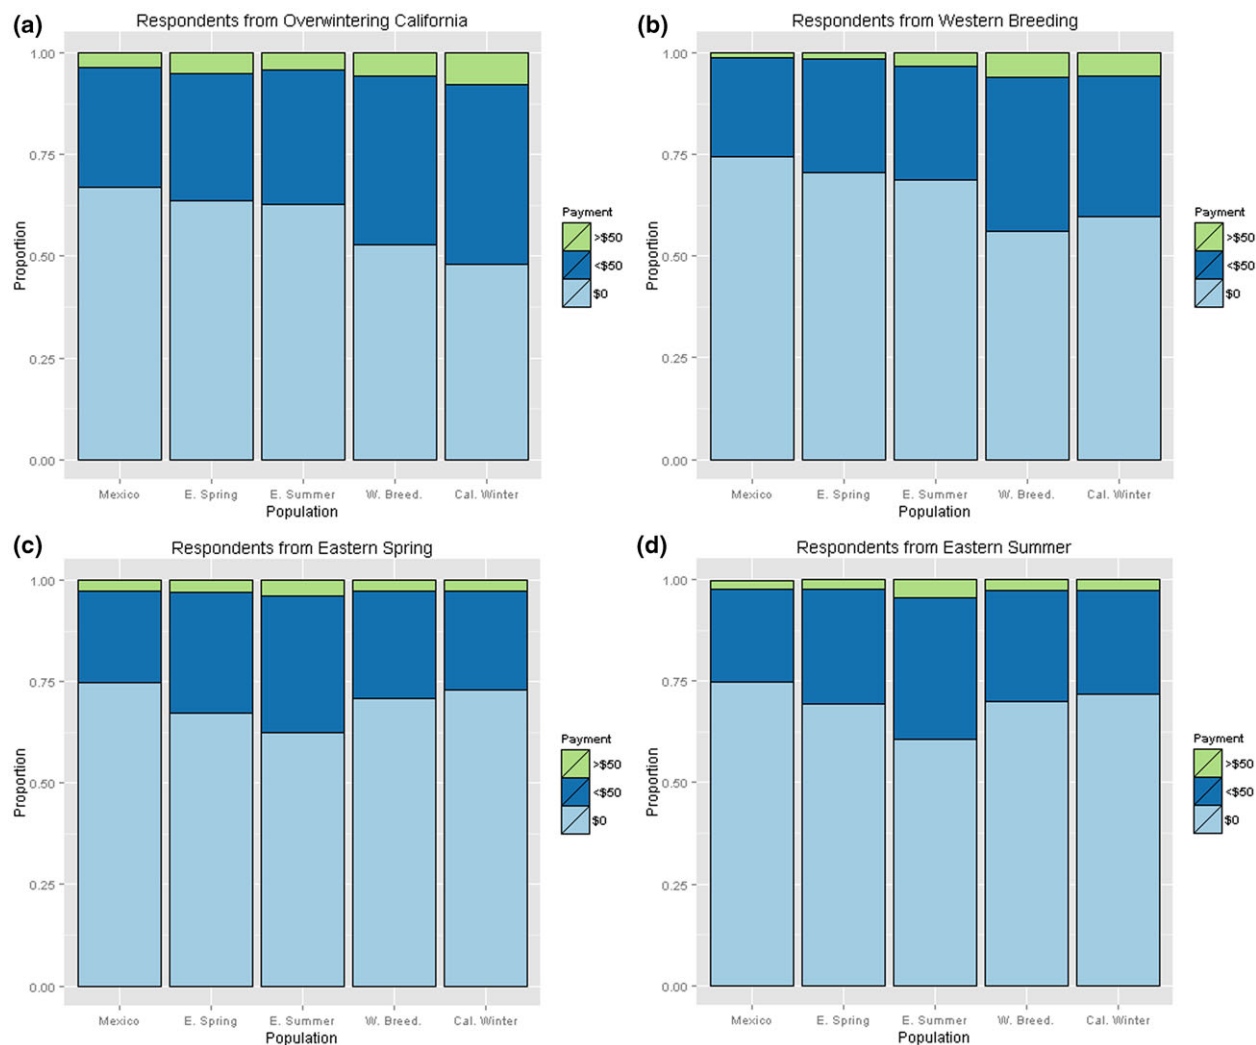 (a) Respondents from Overwintering California
1.00
0.75
0.50
0.25
0.00
Proportion
Mexico E. Spring E. Summer W. Breed. Cal. Winter
Population
Payment
>$50
<$50
$0
(b) Respondents from Western Breeding
1.00
0.75
0.50
0.25
0.00
Proportion
Mexico E. Spring E. Summer W. Breed. Cal. Winter
Population
Payment
>$50
<$50
$0
(c) Respondents from Eastern Spring
1.00
0.75
0.50
0.25
0.00
Proportion
Mexico E. Spring E. Summer W. Breed. Cal. Winter
Population
Payment
>$50
<$50
$0
(d) Respondents from Eastern Summer
1.00
0.75
0.50
0.25
0.00
Proportion
Mexico E. Spring E. Summer W. Breed. Cal. Winter
Population
Payment
>$50
<$50
$0